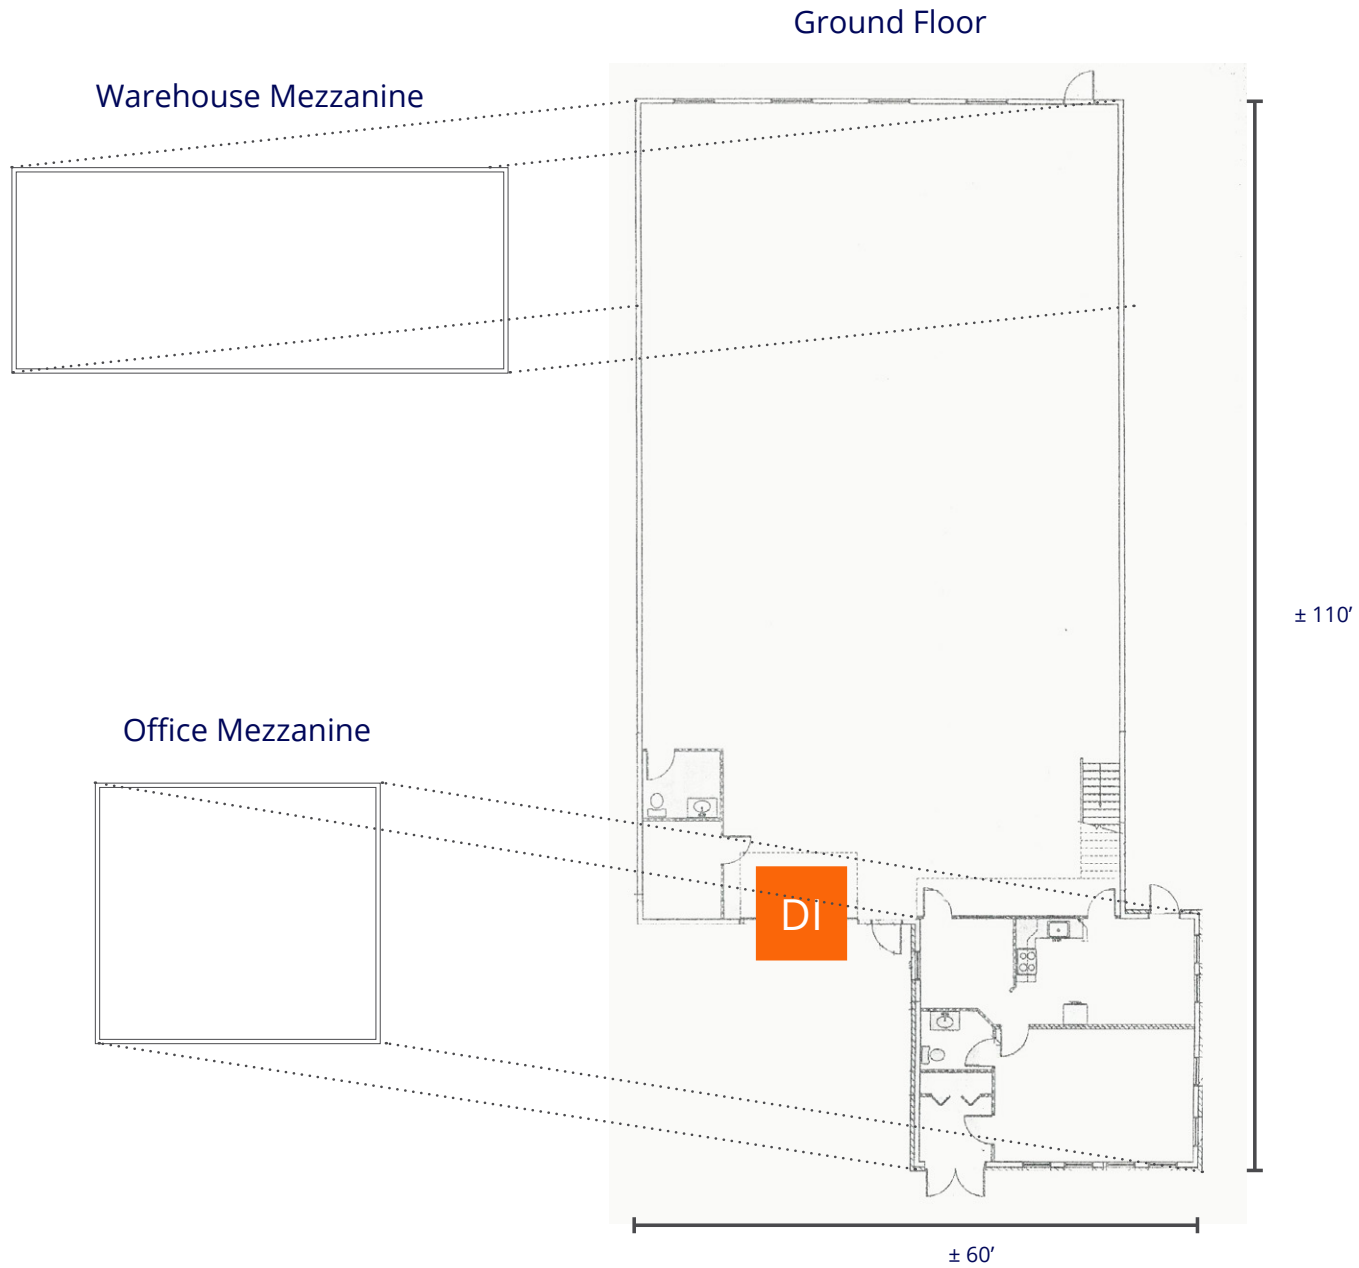 Ground Floor
Warehouse Mezzanine
± 110’
Office Mezzanine
DI
± 60’